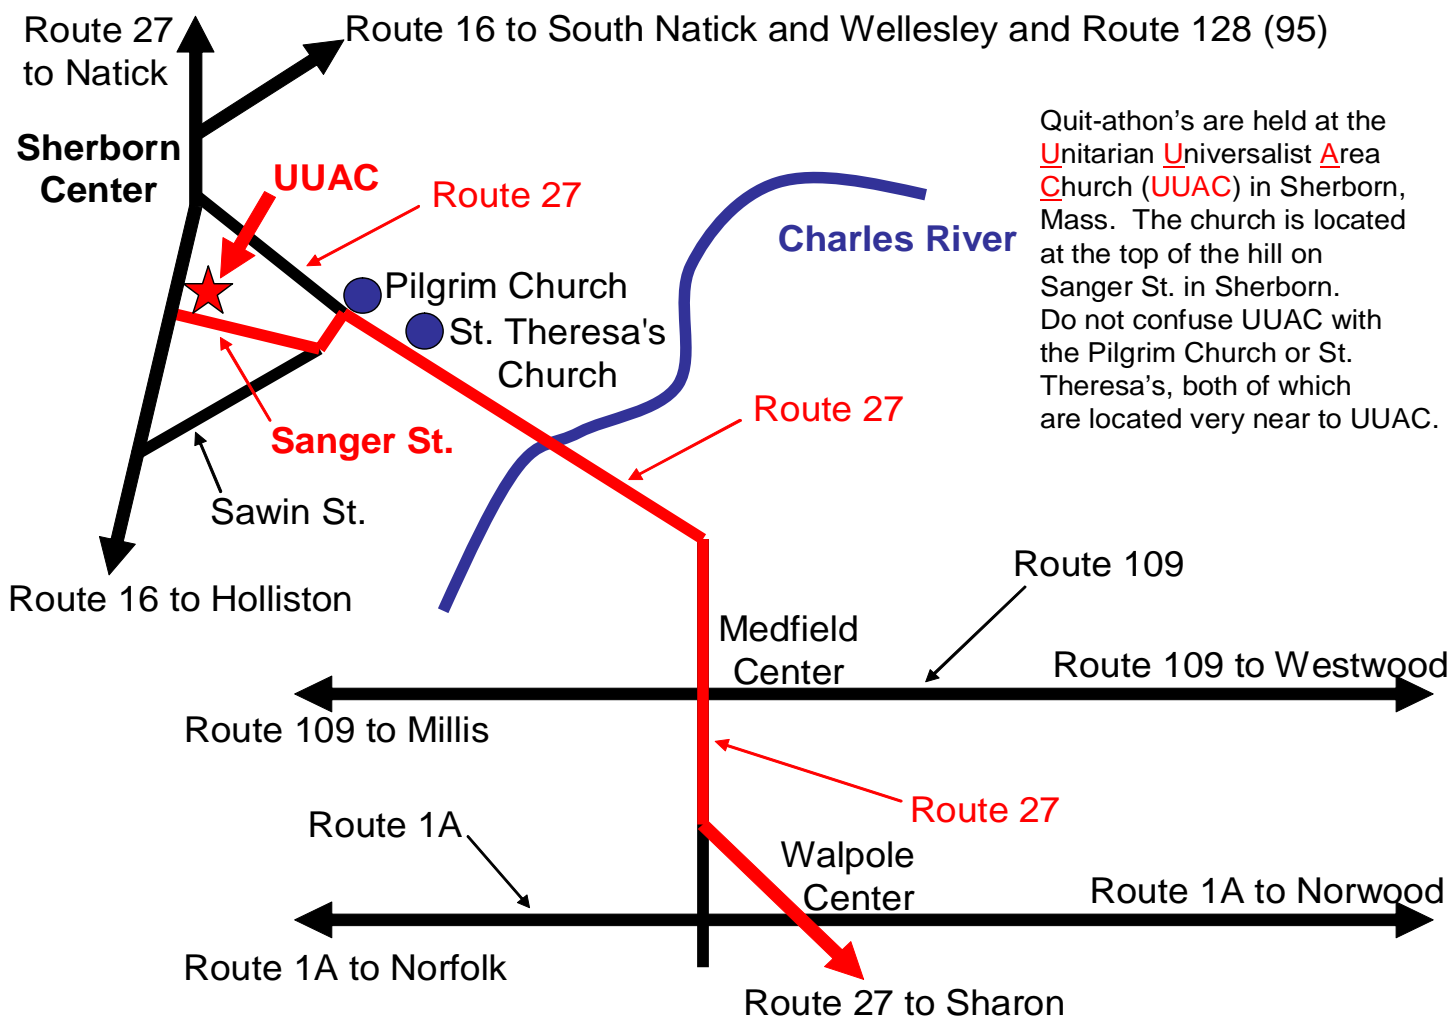 Route 27
to Natick
Route 16 to South Natick and Wellesley and Route 128 (95)
Sherborn
Center
UUAC
Route 27
Charles River
Quit-athon's are held at the
Unitarian Universalist Area
Church (UUAC) in Sherborn,
Mass.  The church is located
at the top of the hill on
Sanger St. in Sherborn.
Do not confuse UUAC with
the Pilgrim Church or St.
Theresa's, both of which
are located very near to UUAC.
Pilgrim Church
St. Theresa's
Church
Route 27
Sanger St.
Sawin St.
Route 16 to Holliston
Route 109
Medfield
Center
Route 109 to Westwood
Route 109 to Millis
Route 27
Route 1A
Walpole
Center
Route 1A to Norwood
Route 1A to Norfolk
Route 27 to Sharon